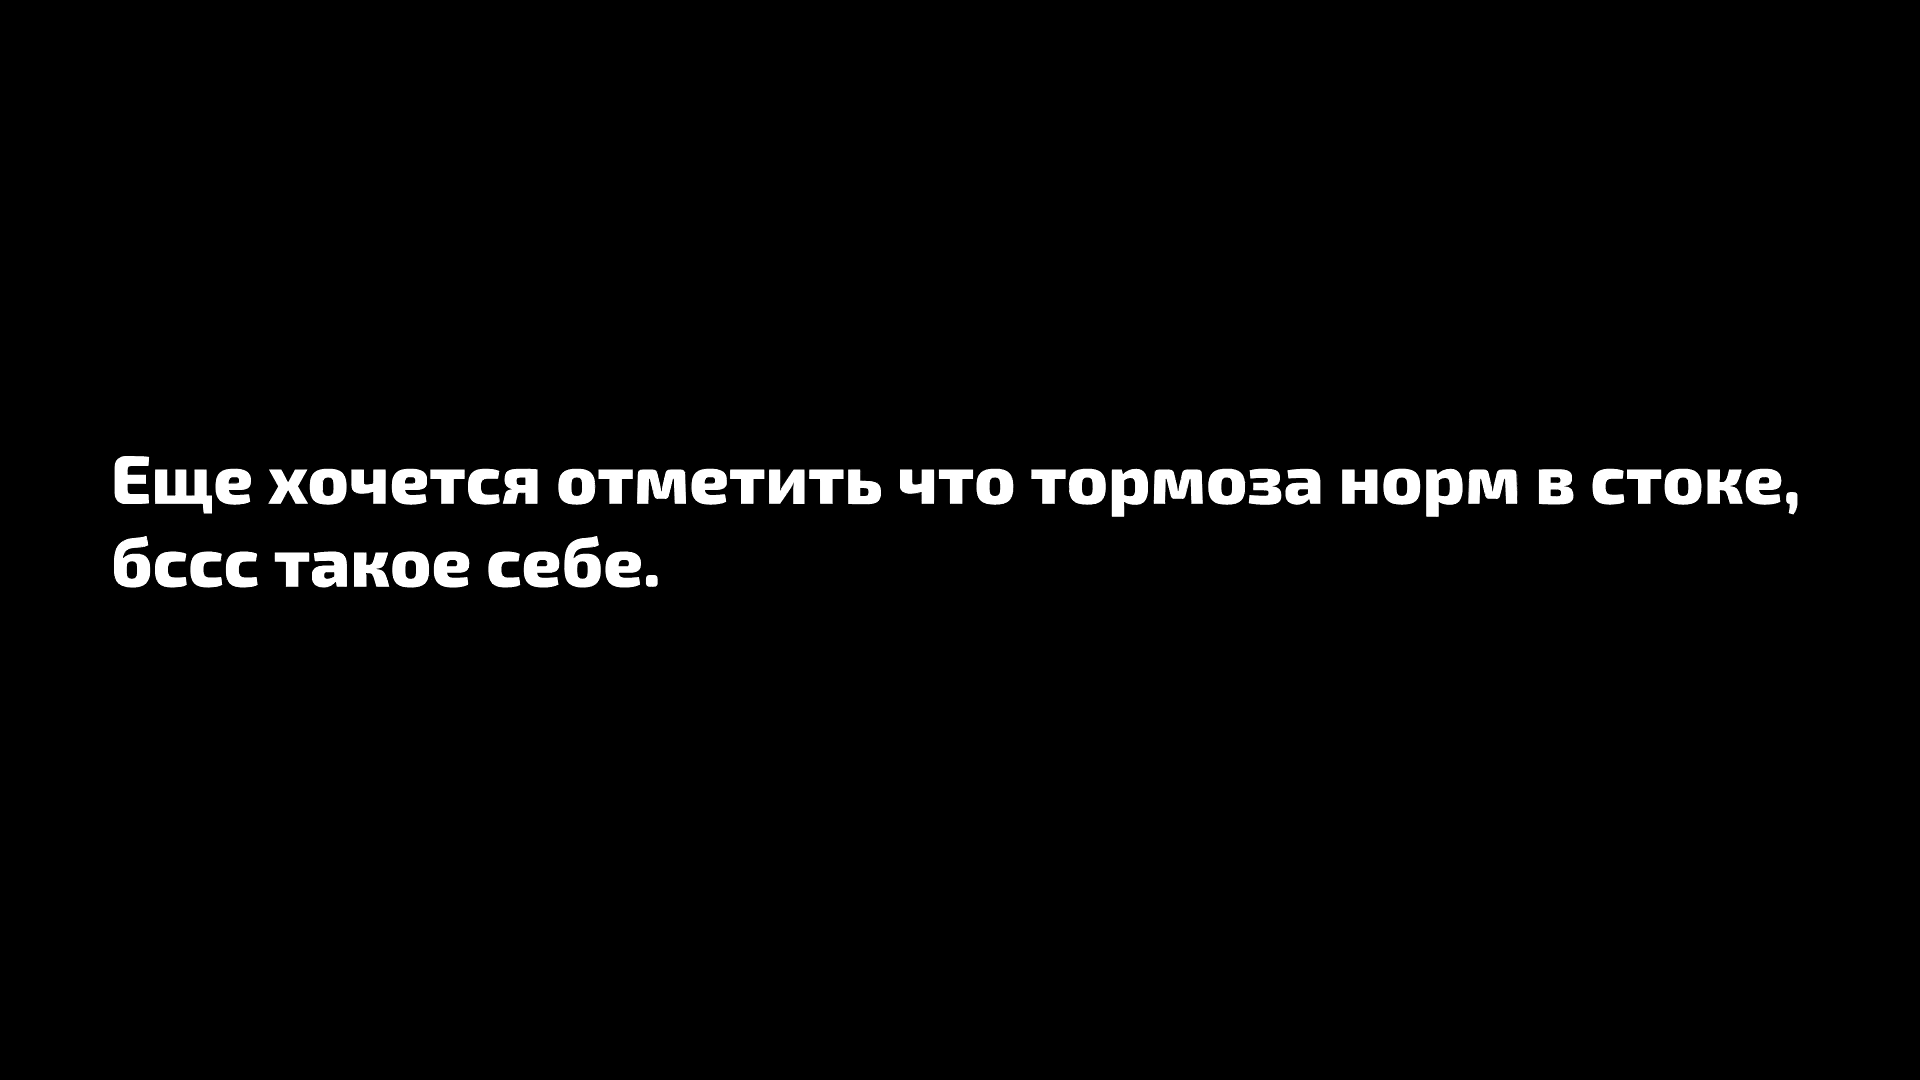 Еще хочется отметить что тормоза норм в стоке,
бссс такое себе.